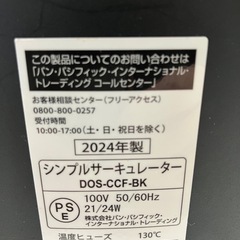 この製品についてのお問い合わせは
「パン・パシフィック・インターナショナル・
トレーディング コールセンター」
お客様相談センター(フリーアクセス)
0800-800-0257
受付時間
10:00-17:00(土・日・祝日を除く)
2024年製
シンプルサーキュレーター
DOS-CCF-BK
PSE
100V 50/60Hz
21/24W
株式会社パン・パシフィック・
インターナショナル・トレーディング
温度ヒューズ 130℃